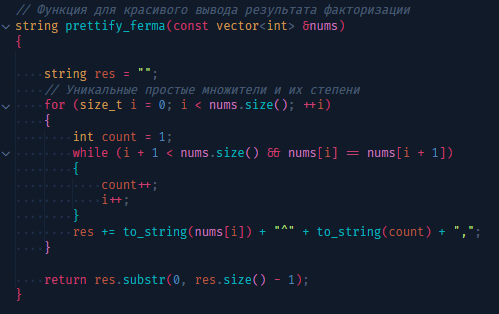 // Функция для красивого вывода результата факторизации
string prettify_ferma(const vector<int> &nums)
{
string res = "";
// Уникальные простые множители и их степени
for (size_t i = 0; i < nums.size(); ++i)
{
int count = 1;
while (i + 1 < nums.size() && nums[i] == nums[i + 1])
{
count++;
i++;
}
res += to_string(nums[i]) + "^" + to_string(count) + ",";
}
return res.substr(0, res.size() - 1);
}